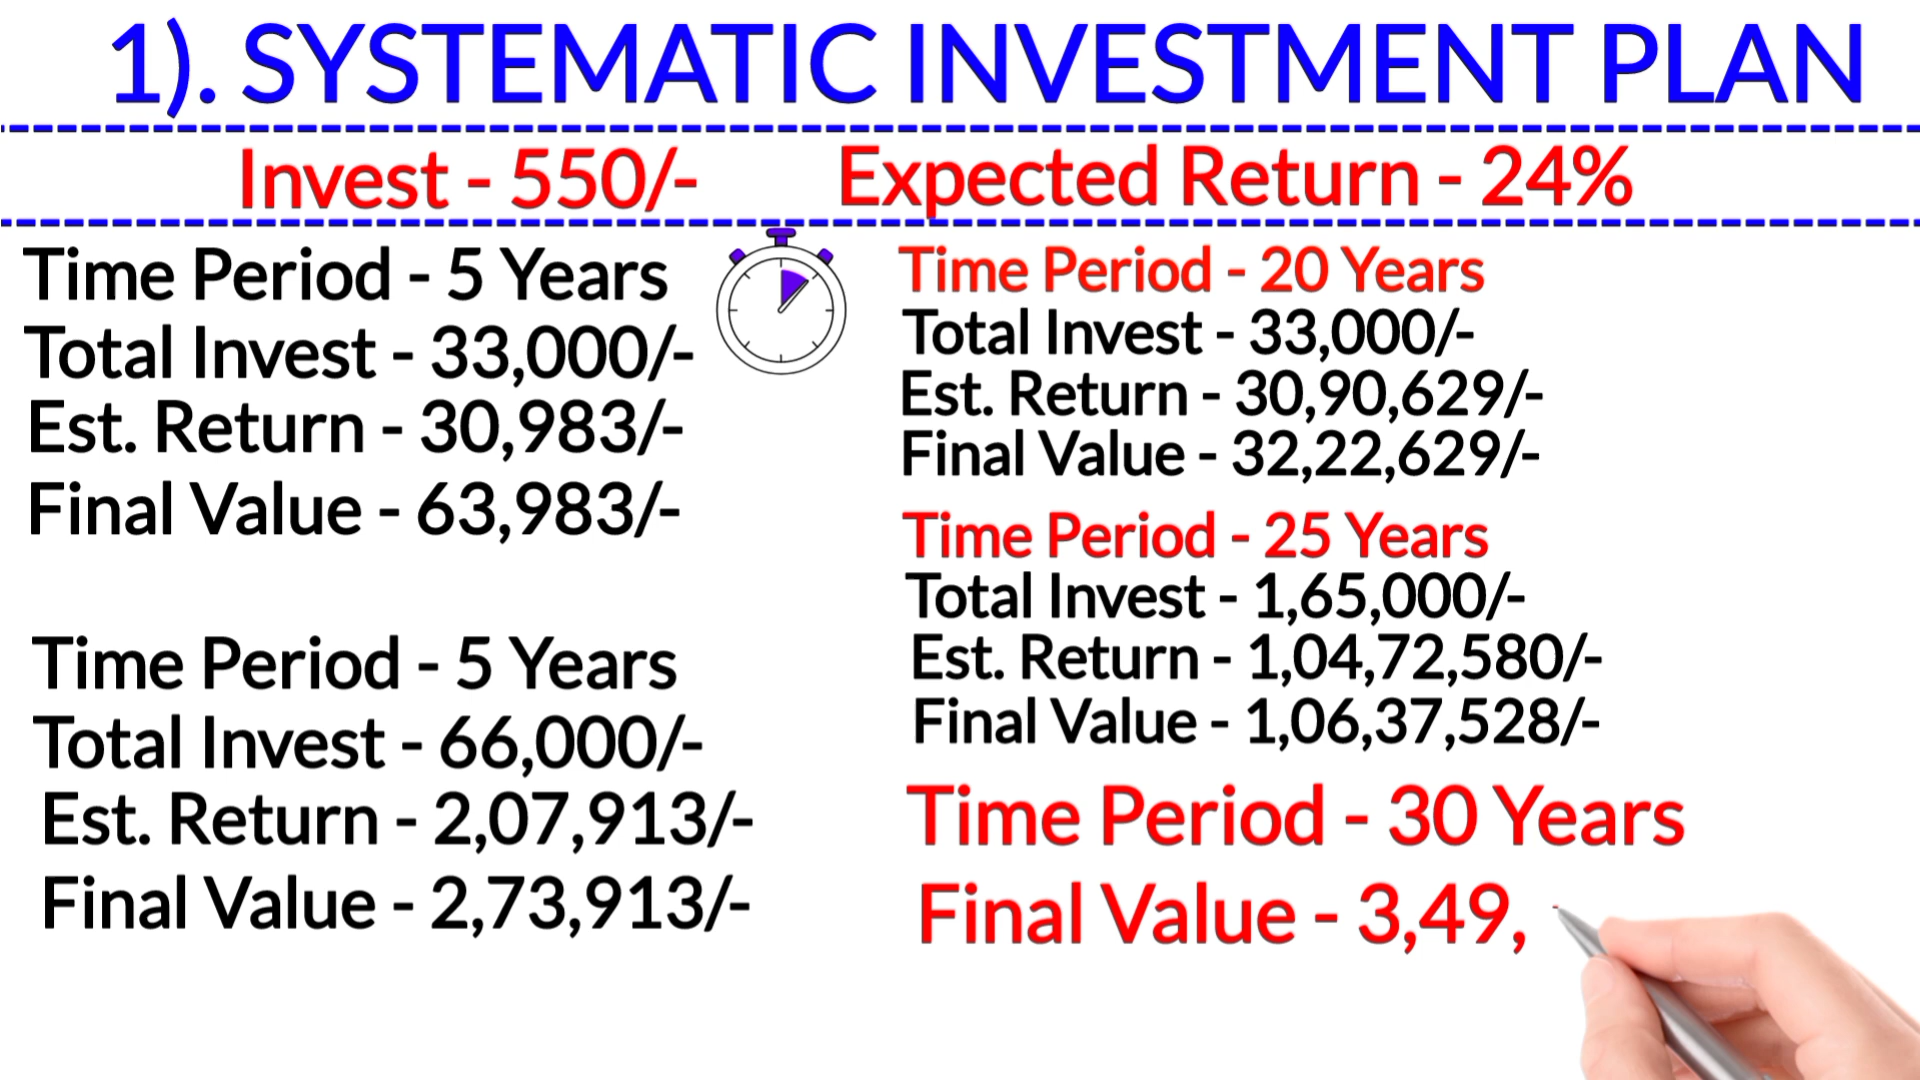 1). SYSTEMATIC INVESTMENT PLAN
Invest - 550/-
Expected Return - 24%
Time Period - 5 Years
Total Invest - 33,000/-
Est. Return - 30,983/-
Final Value - 63,983/-
Time Period - 5 Years
Total Invest - 66,000/-
Est. Return - 2,07,913/-
Final Value - 2,73,913/-
Time Period - 20 Years
Total Invest - 33,000/-
Est. Return - 30,90,629/-
Final Value - 32,22,629/-
Time Period - 25 Years
Total Invest - 1,65,000/-
Est. Return - 1,04,72,580/-
Final Value - 1,06,37,528/-
Time Period - 30 Years
Final Value - 3,49,